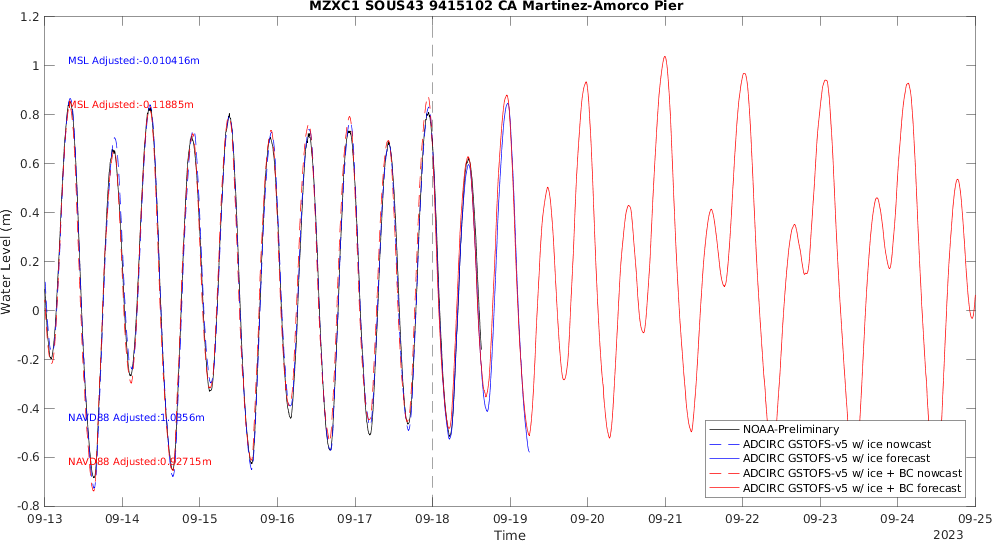 MZXC1 SOUS43 9415102 CA Martinez-Amorco Pier
1.2
1
0.8
0.6
0.4
0.2
0
-0.2
-0.4
-0.6
-0.8
Water Level (m)
MSL Adjusted:-0.010416m
MSL Adjusted:-0.11885m
NAVD88 Adjusted:1.0356m
NAVD88 Adjusted:0.92715m
NOAA-Preliminary
ADCIRC GSTOFS-v5 w/ ice nowcast
ADCIRC GSTOFS-v5 w/ ice forecast
ADCIRC GSTOFS-v5 w/ ice + BC nowcast
ADCIRC GSTOFS-v5 w/ ice + BC forecast
09-13 09-14 09-15 09-16 09-17 09-18 09-19 09-20 09-21 09-22 09-23 09-24 09-25
Time
2023